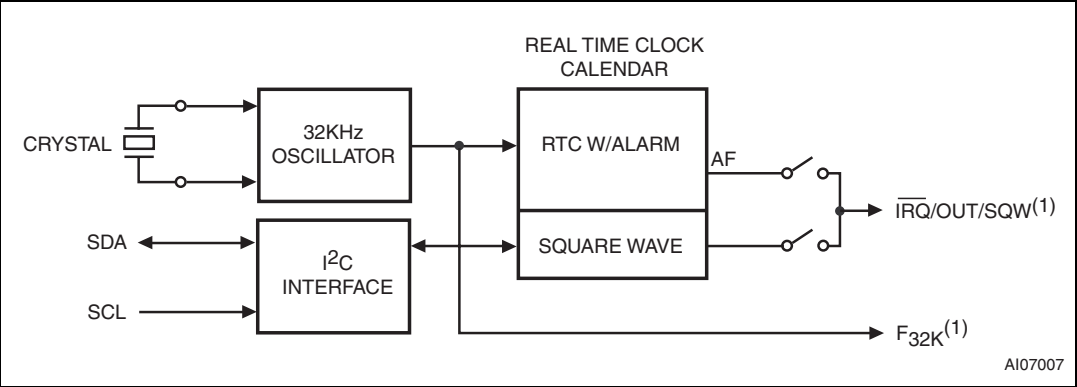 REAL TIME CLOCK
CALENDAR
CRYSTAL
32KHz
OSCILLATOR
RTC W/ALARM
AF
IRQ/OUT/SQW(1)
SDA
I2C
INTERFACE
SQUARE WAVE
SCL
F32K(1)
AI07007